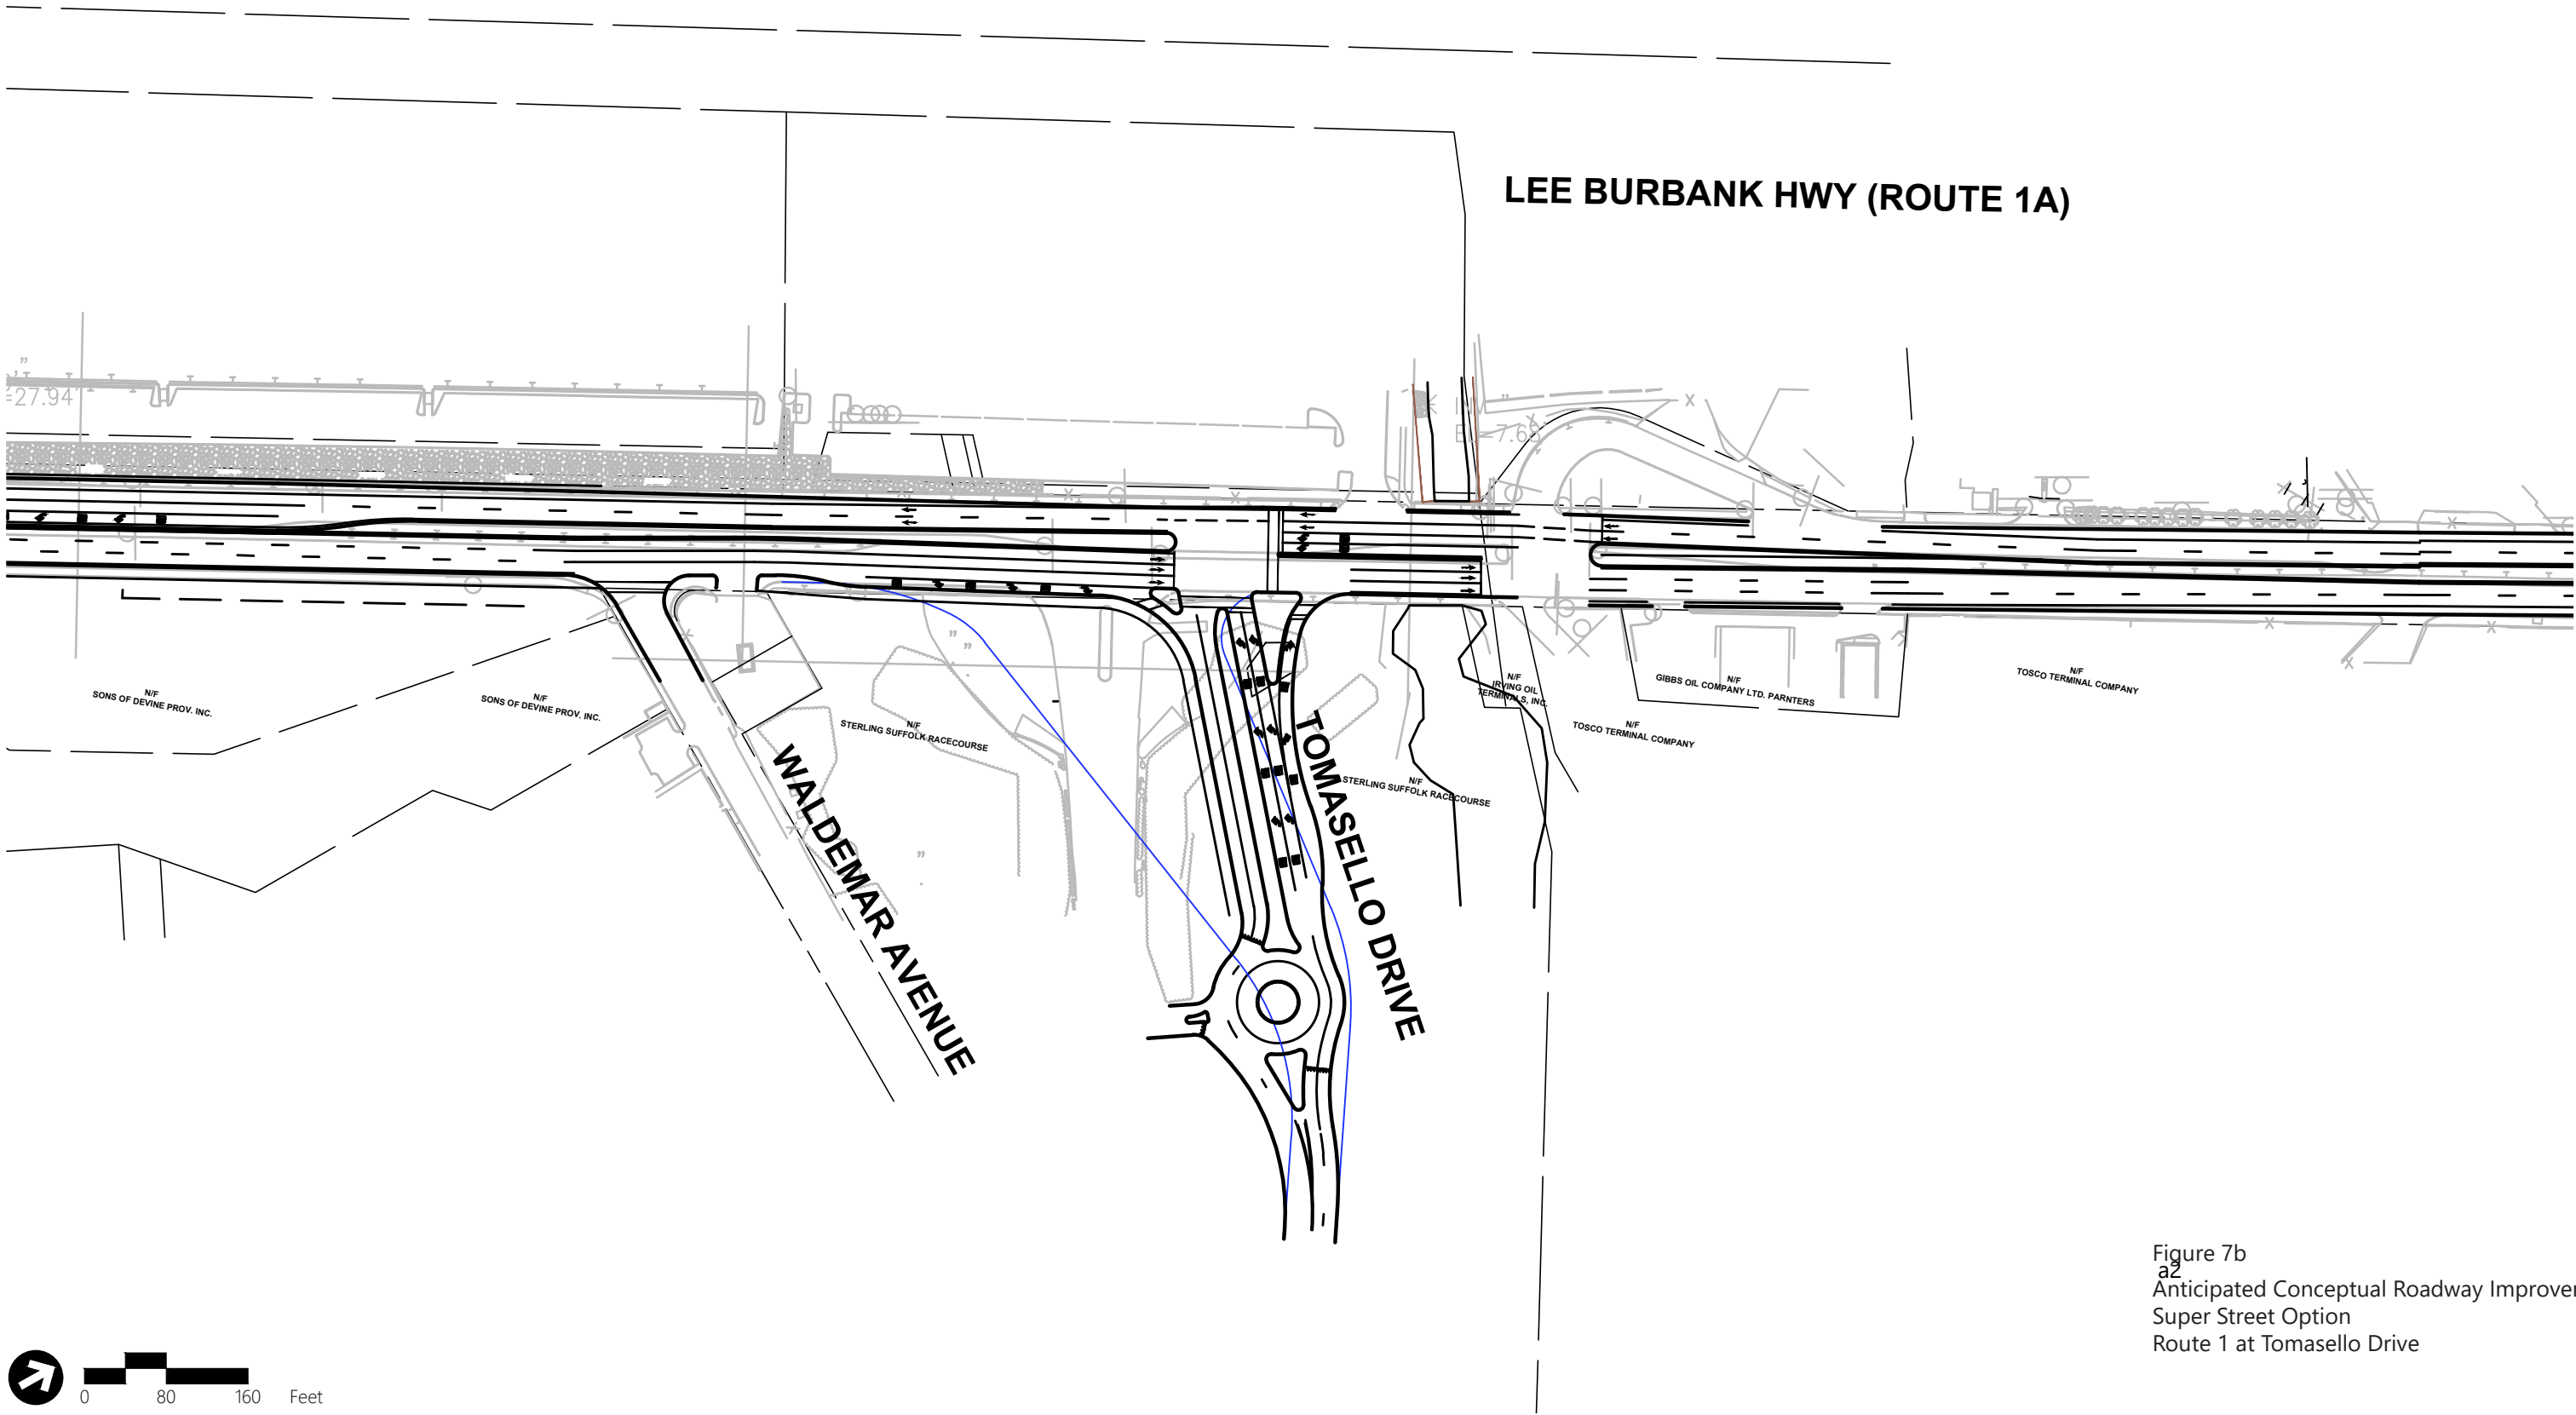 LEE BURBANK HWY (ROUTE 1A)
=27.94'
N/F
SONS OF DEVINE PROV. INC.
N/F
SONS OF DEVINE PROV. INC.
N/F
STERLING SUFFOLK RACECOURSE
N/F
IRVING OIL
TERMINALS, INC.
N/F
GIBBS OIL COMPANY LTD. PARNTERS
N/F
TOSCO TERMINAL COMPANY
N/F
TOSCO TERMINAL COMPANY
N/F
STERLING SUFFOLK RACECOURSE
WALDEMAR AVENUE
TOMASELLO DRIVE
Figure 7b
a2
Anticipated Conceptual Roadway Improver
Super Street Option
Route 1 at Tomasello Drive
0 80 160 Feet